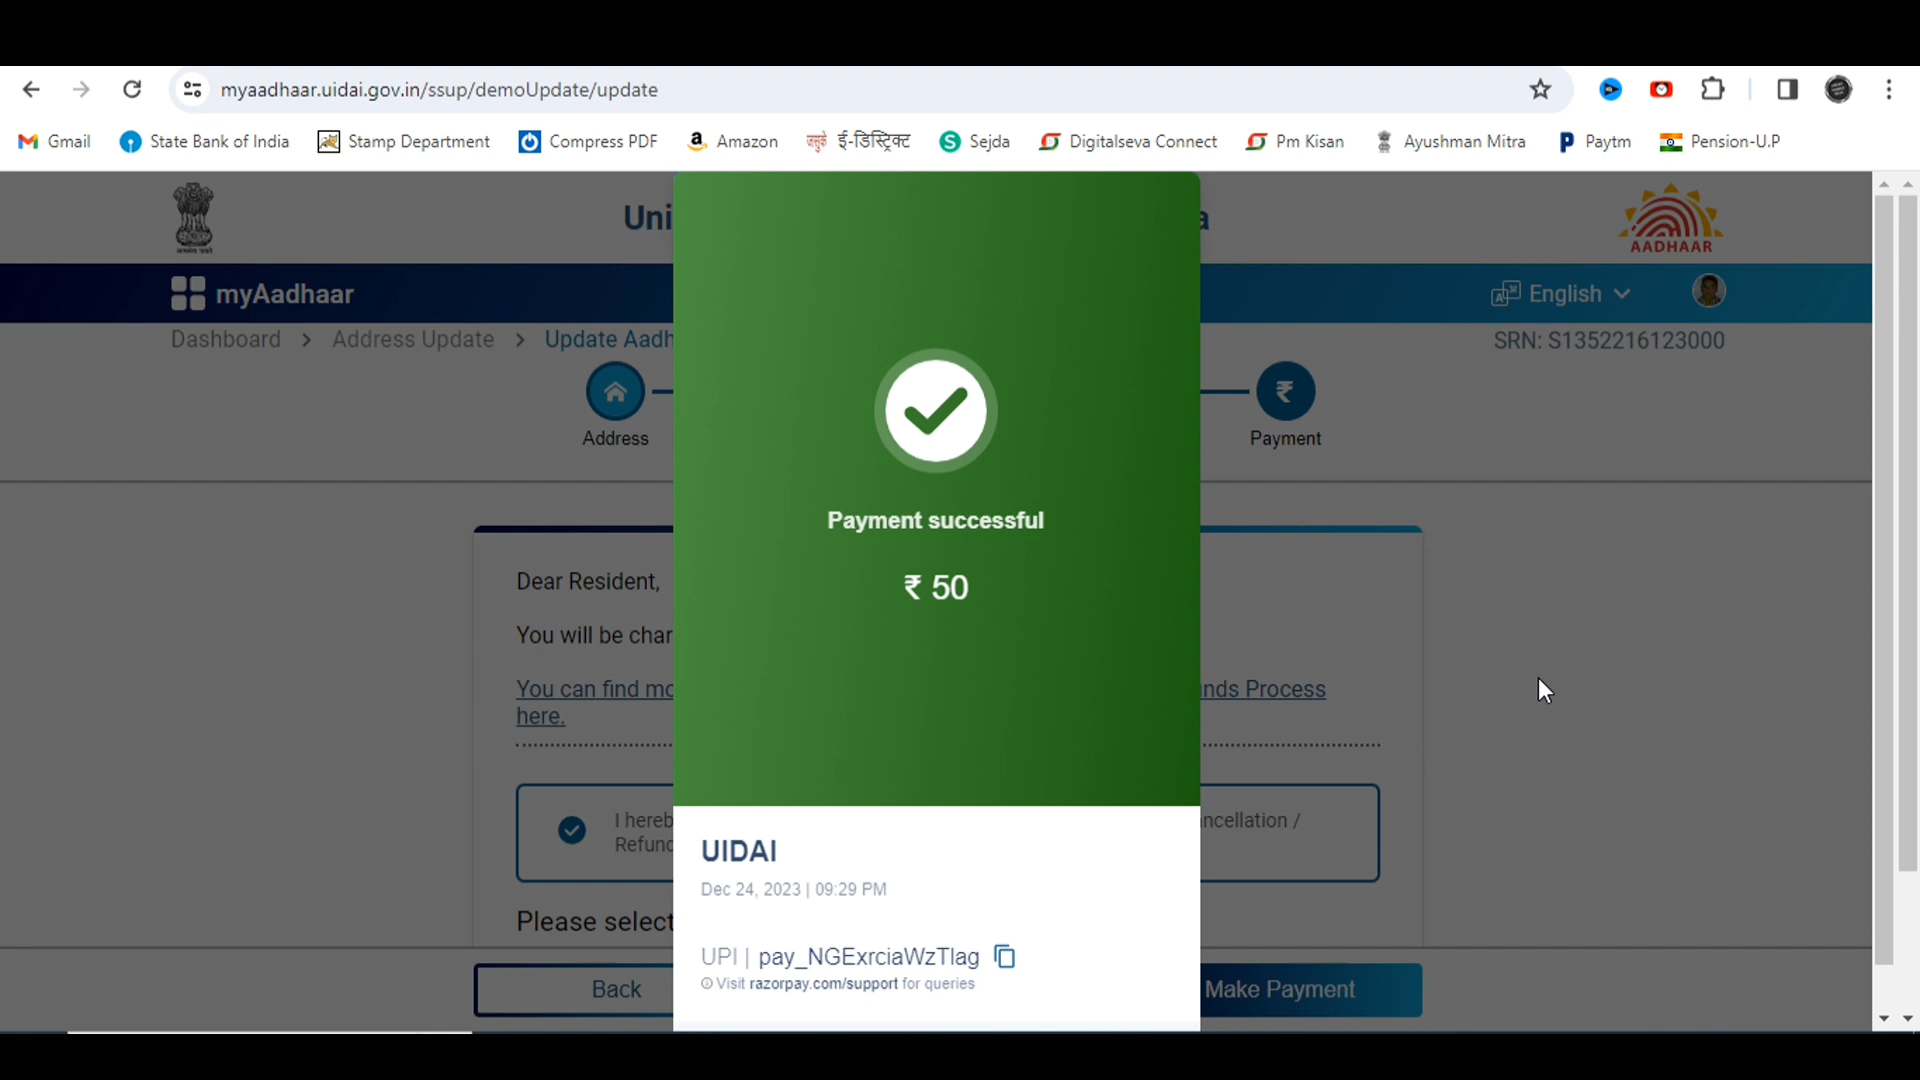 myaadhaar.uidai.gov.in/ssup/demoUpdate/update
Gmail State Bank of India Stamp Department Compress PDF Amazon ई-डिस्ट्रिक्ट Sejda Digitalseva Connect Pm Kisan Ayushman Mitra Paytm Pension-U.P
Uni a
AADHAAR
myAadhaar English
Dashboard > Address Update > Update Aadh SRN: S1352216123000
₹
Address Payment
Payment successful
₹ 50
Dear Resident,
You will be char
You can find mo nds Process
here.
I hereb ncellation /
Refund
Please select
UIDAI
Dec 24, 2023 | 09:29 PM
UPI | pay_NGExrciaWzTlag
Visit razorpay.com/support for queries
Back Make Payment